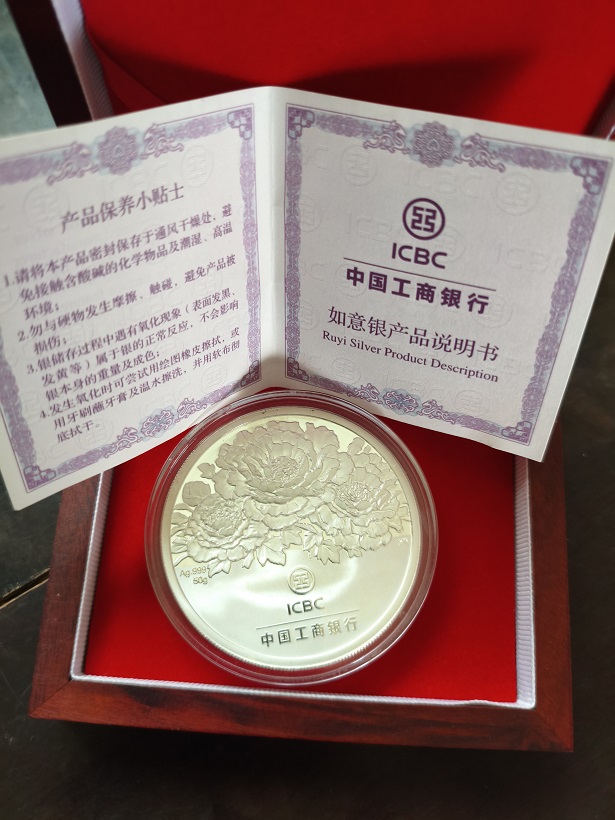 产品保养小贴士
1.请将本产品密封保存于通风干燥处，避
免接触含酸碱的化学物品及潮湿、高温
环境；
2.勿与硬物发生摩擦、触碰，避免产品被
损伤；
3.银储存过程中遇有氧化现象（表面发黑、
发黄等）属于银的正常反应，不会影响
银本身的重量及成色；
4.发生氧化时可尝试用绘图橡皮擦拭，或
用牙刷蘸牙膏及温水擦洗，并用软布彻
底拭干。
ICBC
中国工商银行
如意银产品说明书
Ruyi Silver Product Description
Ag.999
60g
ICBC
中国工商银行